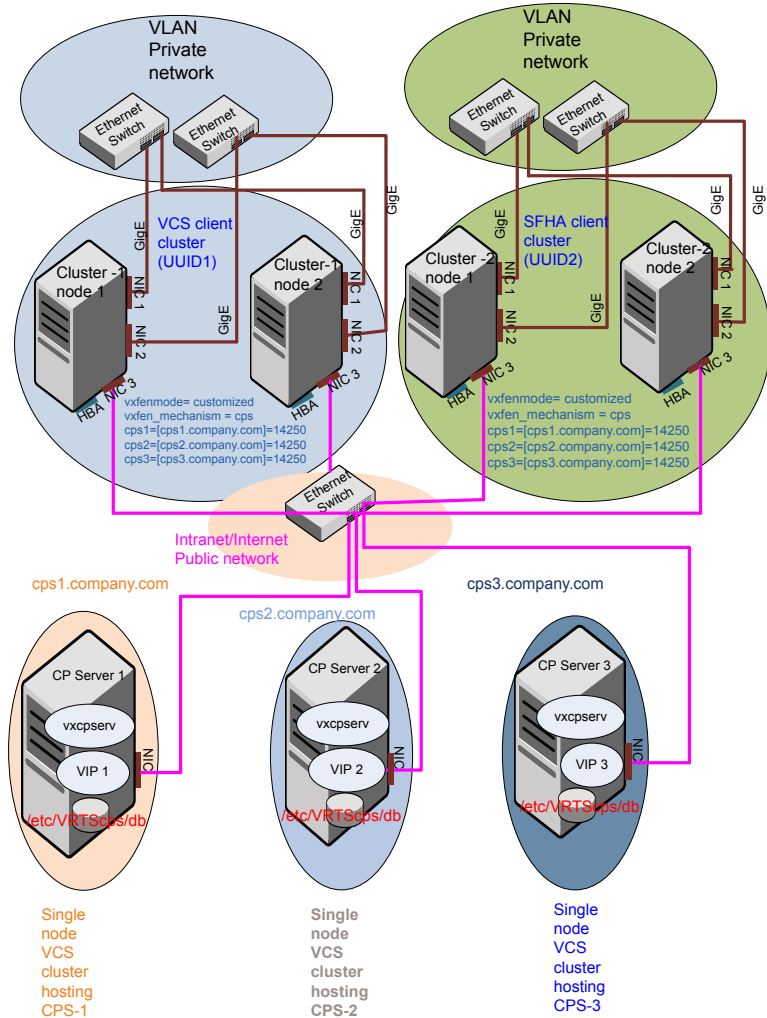 VLAN
Private
network
VLAN
Private
network
Ethernet
Switch
Ethernet
Switch
Ethernet
Switch
Ethernet
Switch
GigE
GigE
GigE
GigE
GigE
GigE
GigE
GigE
VCS client
cluster
(UUID1)
SFHA client
cluster
(UUID2)
Cluster -1
node 1
Cluster-1
node 2
Cluster -2
node 1
Cluster-2
node 2
NIC 1
NIC 2
NIC 3
HBA
NIC 1
NIC 2
NIC 3
HBA
NIC 1
NIC 2
NIC 3
HBA
NIC 1
NIC 2
NIC 3
HBA
vxfenmode= customized
vxfen_mechanism = cps
cps1=[cps1.company.com]=14250
cps2=[cps2.company.com]=14250
cps3=[cps3.company.com]=14250
vxfenmode= customized
vxfen_mechanism = cps
cps1=[cps1.company.com]=14250
cps2=[cps2.company.com]=14250
cps3=[cps3.company.com]=14250
Ethernet
Switch
Intranet/Internet
Public network
cps1.company.com
cps2.company.com
cps3.company.com
CP Server 1
vxcpserv
VIP 1
NIC
/etc/VRTScps/db
CP Server 2
vxcpserv
VIP 2
NIC
/etc/VRTScps/db
CP Server 3
vxcpserv
VIP 3
NIC
/etc/VRTScps/db
Single
node
VCS
cluster
hosting
CPS-1
Single
node
VCS
cluster
hosting
CPS-2
Single
node
VCS
cluster
hosting
CPS-3